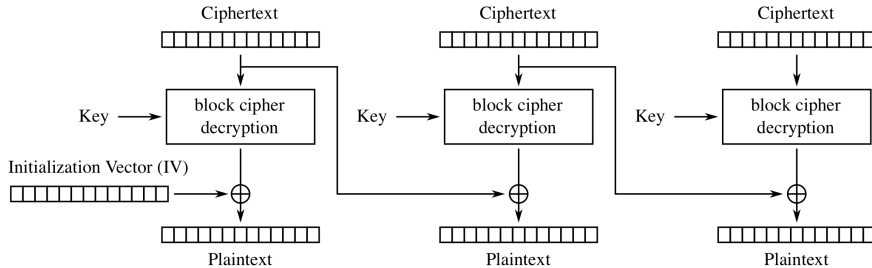 Ciphertext
Ciphertext
Ciphertext
Key
block cipher
decryption
Key
block cipher
decryption
Key
block cipher
decryption
Initialization Vector (IV)
Plaintext
Plaintext
Plaintext